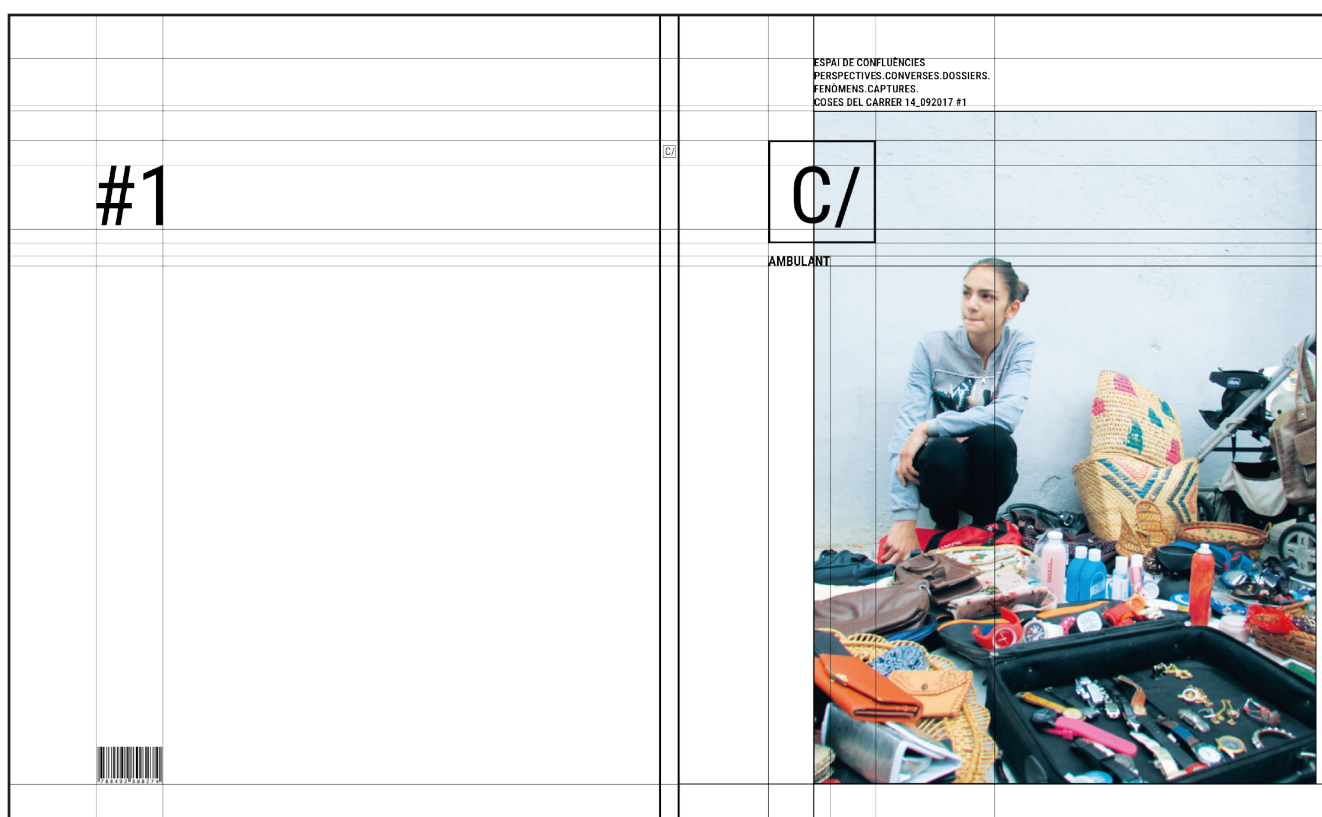 #1
C/
ESPAI DE CONFLUÈNCIES
PERSPECTIVES.CONVERSES.DOSSIERS.
FENÒMENS.CAPTURES.
COSES DEL CARRER 14_092017 #1
C/
AMBULANT